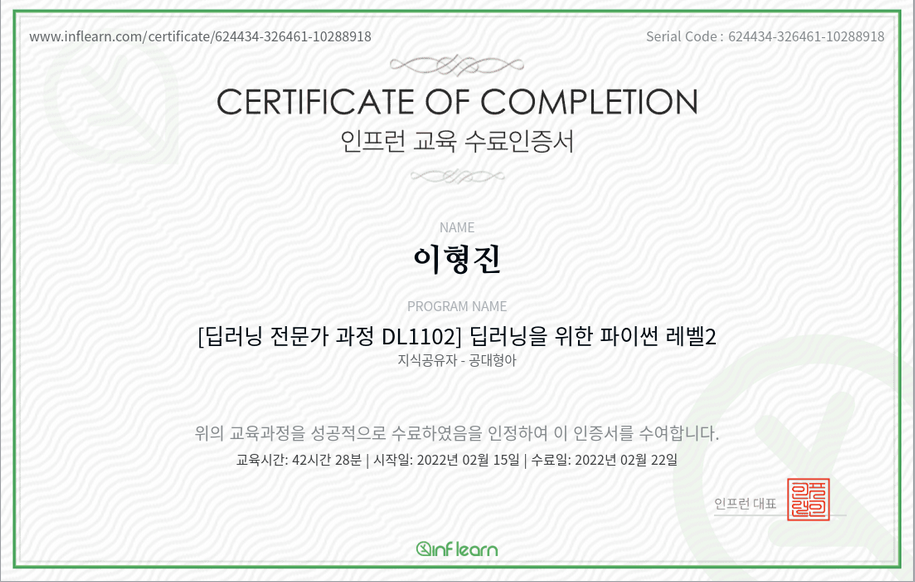 www.inflearn.com/certificate/624434-326461-10288918
Serial Code : 624434-326461-10288918
CERTIFICATE OF COMPLETION
인프런 교육 수료인증서
NAME
이형진
PROGRAM NAME
[딥러닝 전문가 과정 DL1102] 딥러닝을 위한 파이썬 레벨2
지식공유자 - 공대형아
위의 교육과정을 성공적으로 수료하였음을 인정하여 이 인증서를 수여합니다.
교육시간: 42시간 28분 | 시작일: 2022년 02월 15일 | 수료일: 2022년 02월 22일
인프런 대표
inflearn